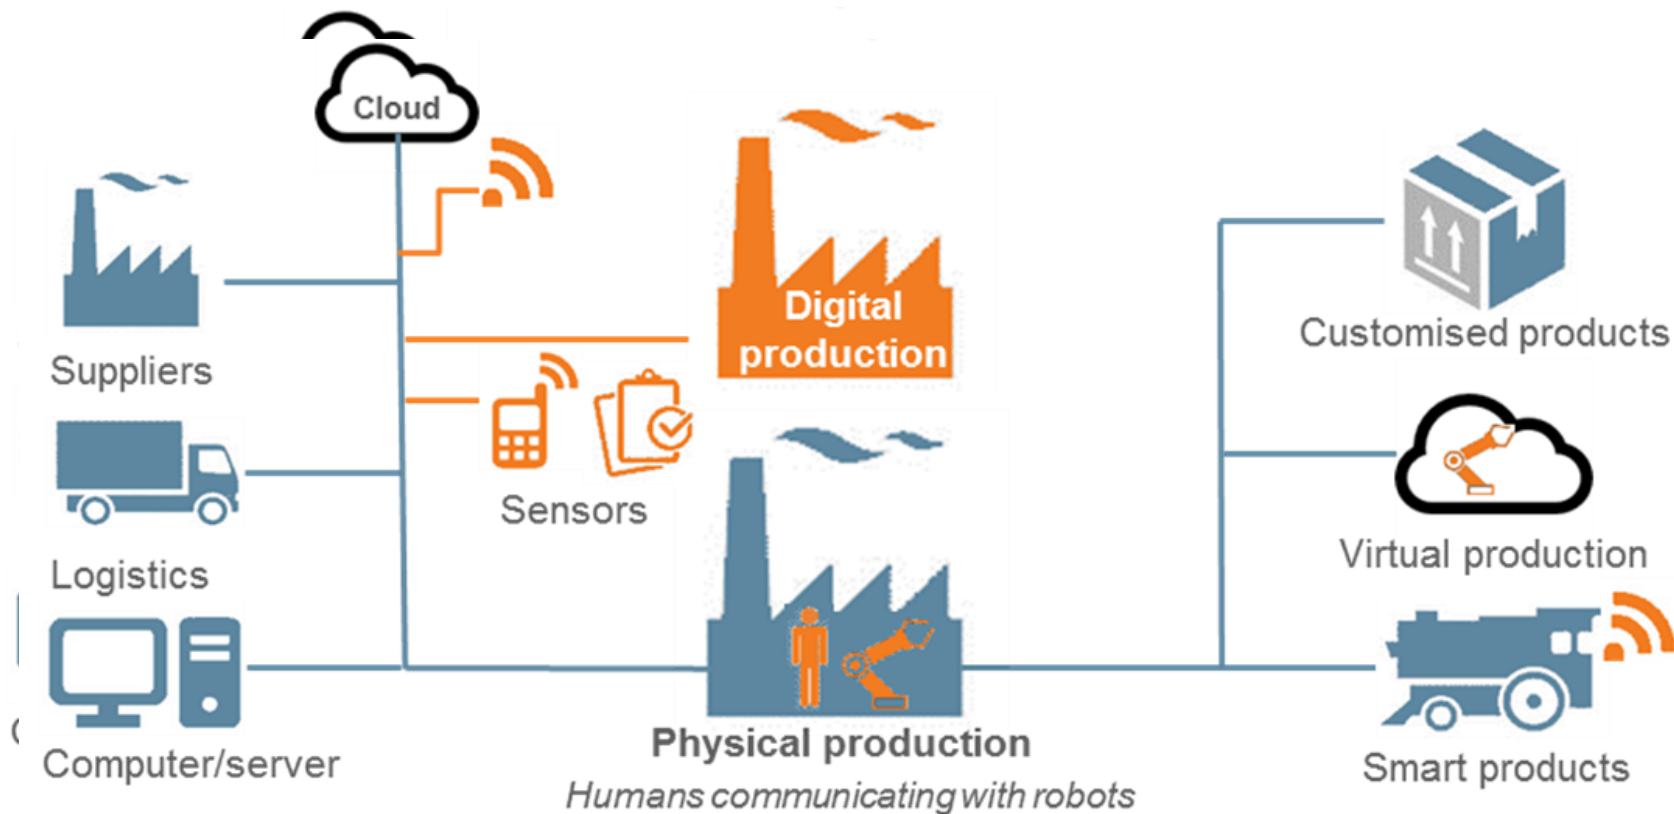 Cloud
Suppliers
Logistics
Computer/server
Digital
production
Sensors
Physical production
Humans communicating with robots
Customised products
Virtual production
Smart products